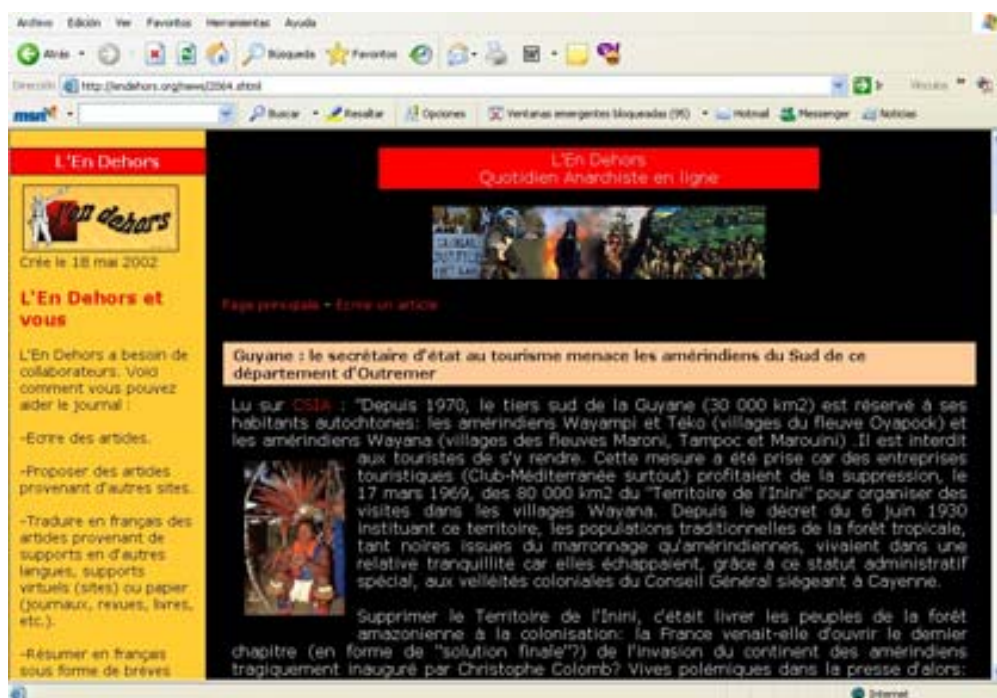 Archivo Edición Ver Favoritos Herramientas Ayuda
Atrás Búsqueda Favoritos
Dirección http://endehors.org/news/2064.shtml Vínculos
msn Buscar Resaltar Opciones Ventanas emergentes bloqueadas (95) Hotmail Messenger Noticias
L'En Dehors
l'en dehors
Crée le 18 mai 2002
L'En Dehors et
vous
L'En Dehors a besoin de
collaborateurs. Voici
comment vous pouvez
aider le journal :
-Ecrire des articles.
-Proposer des articles
provenant d'autres sites.
-Traduire en français des
articles provenant de
supports en d'autres
langues, supports
virtuels (sites) ou papier
(journaux, revues, livres,
etc.).
-Résumer en français
sous forme de brèves
L'En Dehors
Quotidien Anarchiste en ligne
GLOBAL
JUSTICE
Page principale - Ecrire un article
Guyane : le secrétaire d'état au tourisme menace les amérindiens du Sud de ce
département d'Outremer
Lu sur CSIA : "Depuis 1970, le tiers sud de la Guyane (30 000 km2) est réservé à ses
habitants autochtones: les amérindiens Wayampi et Téko (villages du fleuve Oyapock) et
les amérindiens Wayana (villages des fleuves Maroni, Tampoc et Marouini) .Il est interdit
aux touristes de s'y rendre. Cette mesure a été prise car des entreprises
touristiques (Club-Méditerranée surtout) profitaient de la suppression, le
17 mars 1969, des 80 000 km2 du "Territoire de l'Inini" pour organiser des
visites dans les villages Wayana. Depuis le décret du 6 juin 1930
instituant ce territoire, les populations traditionnelles de la forêt tropicale,
tant noires issues du marronnage qu'amérindiennes, vivaient dans une
relative tranquillité car elles échappaient, grâce à ce statut administratif
spécial, aux velléités coloniales du Conseil Général siégeant à Cayenne.
Supprimer le Territoire de l'Inini, c'était livrer les peuples de la forêt
amazonienne à la colonisation: la France venait-elle d'ouvrir le dernier
chapitre (en forme de "solution finale"?) de l'invasion du continent des amérindiens
tragiquement inauguré par Christophe Colomb? Vives polémiques dans la presse d'alors:
Internet